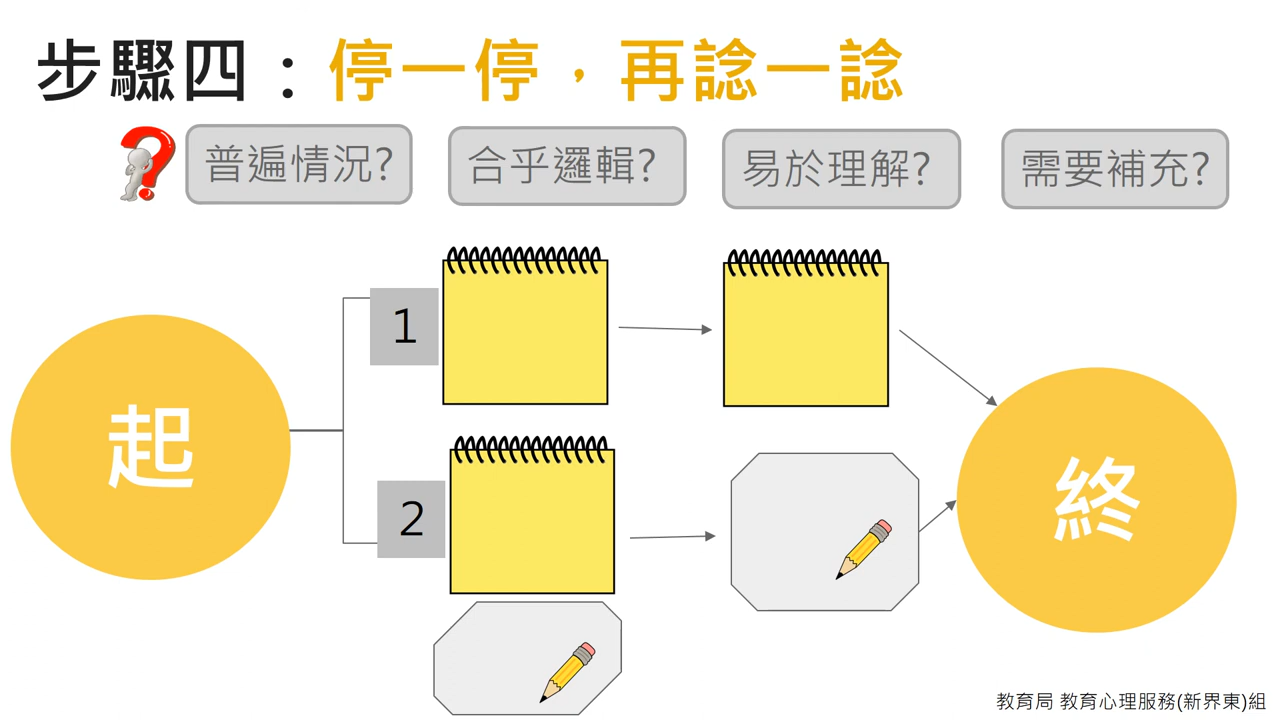 步驟四：停一停，再諗一諗
普遍情況?
合乎邏輯?
易於理解?
需要補充?
1
起
2
終
教育局 教育心理服務(新界東)組